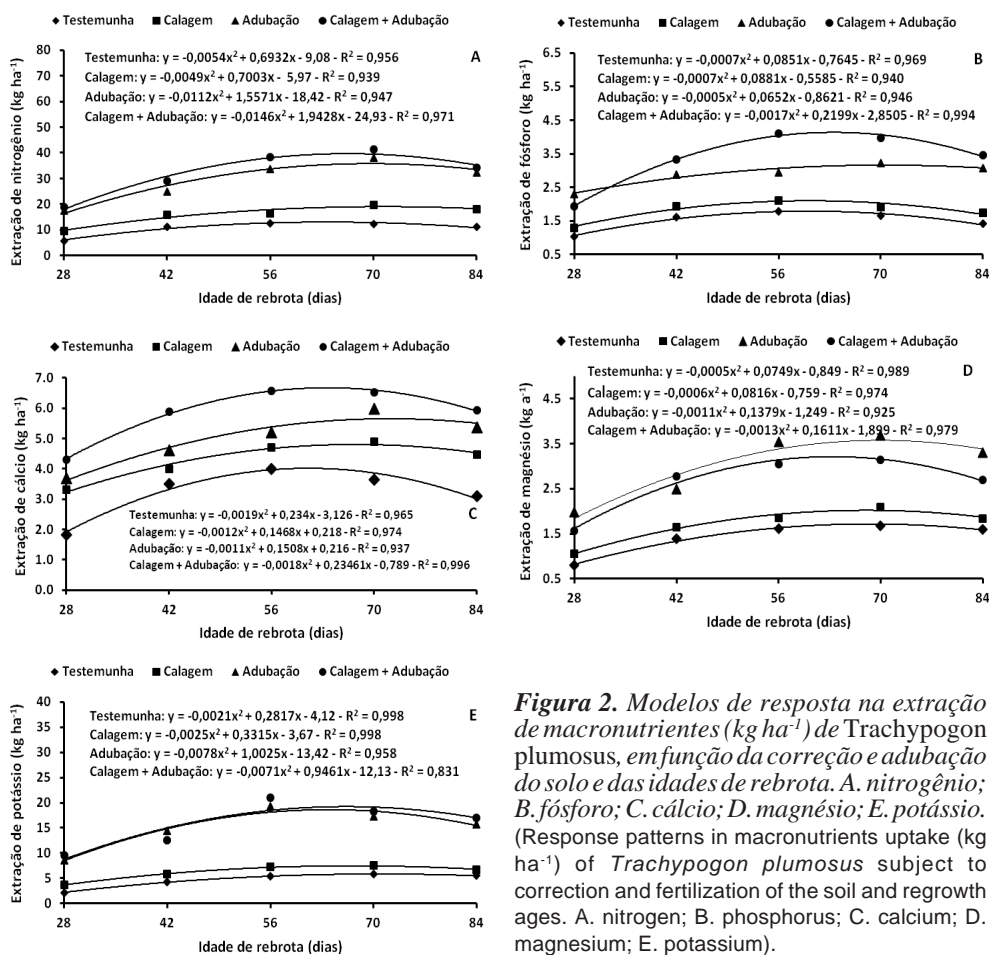 ◆ Testemunha ■ Calagem ▲ Adubação ● Calagem + Adubação
Extração de nitrogênio (kg ha⁻¹)
80
70
60
50
40
30
20
10
0
A
Testemunha: y = -0,0054x² + 0,6932x - 9,08 - R² = 0,956
Calagem: y = -0,0049x² + 0,7003x - 5,97 - R² = 0,939
Adubação: y = -0,0112x² + 1,5571x - 18,42 - R² = 0,947
Calagem + Adubação: y = -0,0146x² + 1,9428x - 24,93 - R² = 0,971
28 42 56 70 84
Idade de rebrota (dias)
◆ Testemunha ■ Calagem ▲ Adubação ● Calagem + Adubação
Extração de fósforo (kg ha⁻¹)
6.5
5.5
4.5
3.5
2.5
1.5
0.5
B
Testemunha: y = -0,0007x² + 0,0851x - 0,7645 - R² = 0,969
Calagem: y = -0,0007x² + 0,0881x - 0,5585 - R² = 0,940
Adubação: y = -0,0005x² + 0,0652x - 0,8621 - R² = 0,946
Calagem + Adubação: y = -0,0017x² + 0,2199x - 2,8505 - R² = 0,994
28 42 56 70 84
Idade de rebrota (dias)
◆ Testemunha ■ Calagem ▲ Adubação ● Calagem + Adubação
Extração de cálcio (kg ha⁻¹)
7.0
6.0
5.0
4.0
3.0
2.0
1.0
0.0
C
Testemunha: y = -0,0019x² + 0,234x - 3,126 - R² = 0,965
Calagem: y = -0,0012x² + 0,1468x + 0,218 - R² = 0,974
Adubação: y = -0,0011x² + 0,1508x + 0,216 - R² = 0,937
Calagem + Adubação: y = -0,0018x² + 0,23461x - 0,789 - R² = 0,996
28 42 56 70 84
Idade de rebrota (dias)
◆ Testemunha ■ Calagem ▲ Adubação ● Calagem + Adubação
Extração de magnésio (kg a⁻¹)
4.5
3.5
2.5
1.5
0.5
D
Testemunha: y = -0,0005x² + 0,0749x - 0,849 - R² = 0,989
Calagem: y = -0,0006x² + 0,0816x - 0,759 - R² = 0,974
Adubação: y = -0,0011x² + 0,1379x - 1,249 - R² = 0,925
Calagem + Adubação: y = -0,0013x² + 0,1611x - 1,899 - R² = 0,979
28 42 56 70 84
Idade de rebrota (dias)
◆ Testemunha ■ Calagem ▲ Adubação ● Calagem + Adubação
Extração de potássio (kg ha⁻¹)
40
35
30
25
20
15
10
5
0
E
Testemunha: y = -0,0021x² + 0,2817x - 4,12 - R² = 0,998
Calagem: y = -0,0025x² + 0,3315x - 3,67 - R² = 0,998
Adubação: y = -0,0078x² + 1,0025x - 13,42 - R² = 0,958
Calagem + Adubação: y = -0,0071x² + 0,9461x - 12,13 - R² = 0,831
28 42 56 70 84
Idade de rebrota (dias)
Figura 2. Modelos de resposta na extração
de macronutrientes (kg ha⁻¹) de Trachypogon
plumosus, em função da correção e adubação
do solo e das idades de rebrota. A. nitrogênio;
B. fósforo; C. cálcio; D. magnésio; E. potássio.
(Response patterns in macronutrients uptake (kg
ha⁻¹) of Trachypogon plumosus subject to
correction and fertilization of the soil and regrowth
ages. A. nitrogen; B. phosphorus; C. calcium; D.
magnesium; E. potassium).